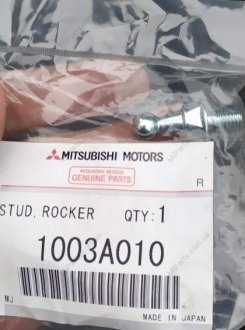 MITSUBISHI MOTORS
MITSUBISHI MOTORS
GENUINE PARTS
R
STUD, ROCKER QTY: 1
1003A010
MJ
MADE IN JAPAN